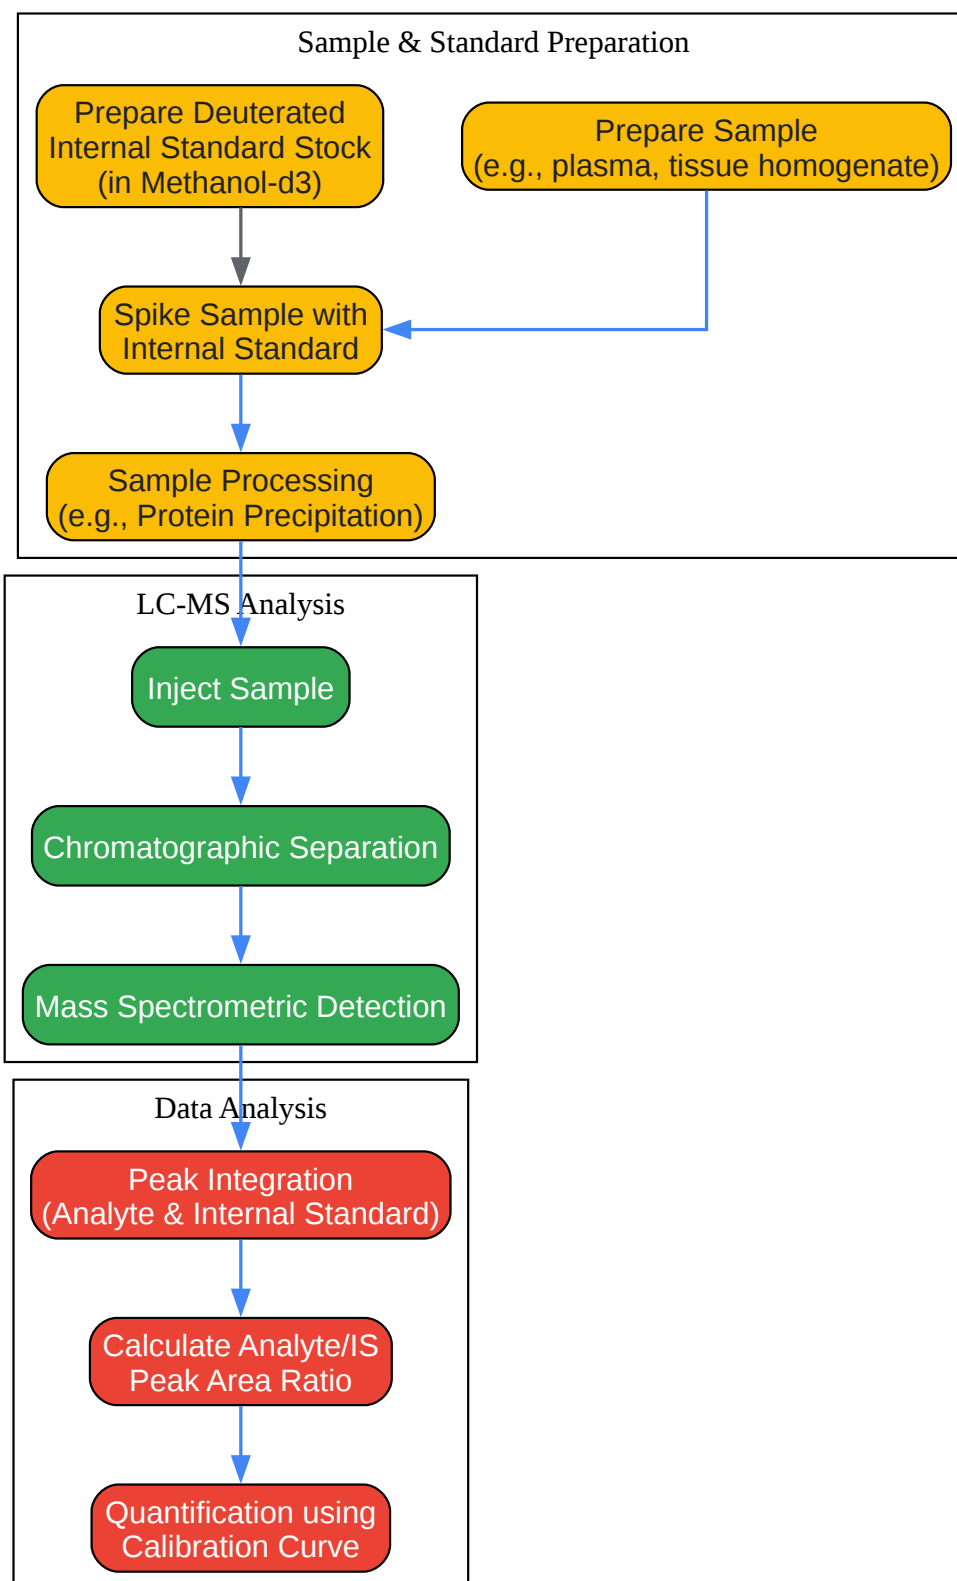 Sample & Standard Preparation
Prepare Deuterated
Internal Standard Stock
(in Methanol-d3)
Prepare Sample
(e.g., plasma, tissue homogenate)
Spike Sample with
Internal Standard
Sample Processing
(e.g., Protein Precipitation)
LC-MS Analysis
Inject Sample
Chromatographic Separation
Mass Spectrometric Detection
Data Analysis
Peak Integration
(Analyte & Internal Standard)
Calculate Analyte/IS
Peak Area Ratio
Quantification using
Calibration Curve